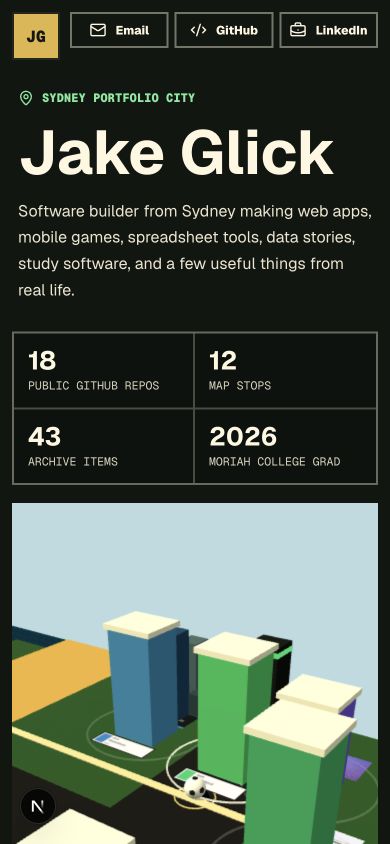 JG
Email
GitHub
LinkedIn
SYDNEY PORTFOLIO CITY
Jake Glick
Software builder from Sydney making web apps,
mobile games, spreadsheet tools, data stories,
study software, and a few useful things from
real life.
18
PUBLIC GITHUB REPOS
12
MAP STOPS
43
ARCHIVE ITEMS
2026
MORIAH COLLEGE GRAD
N